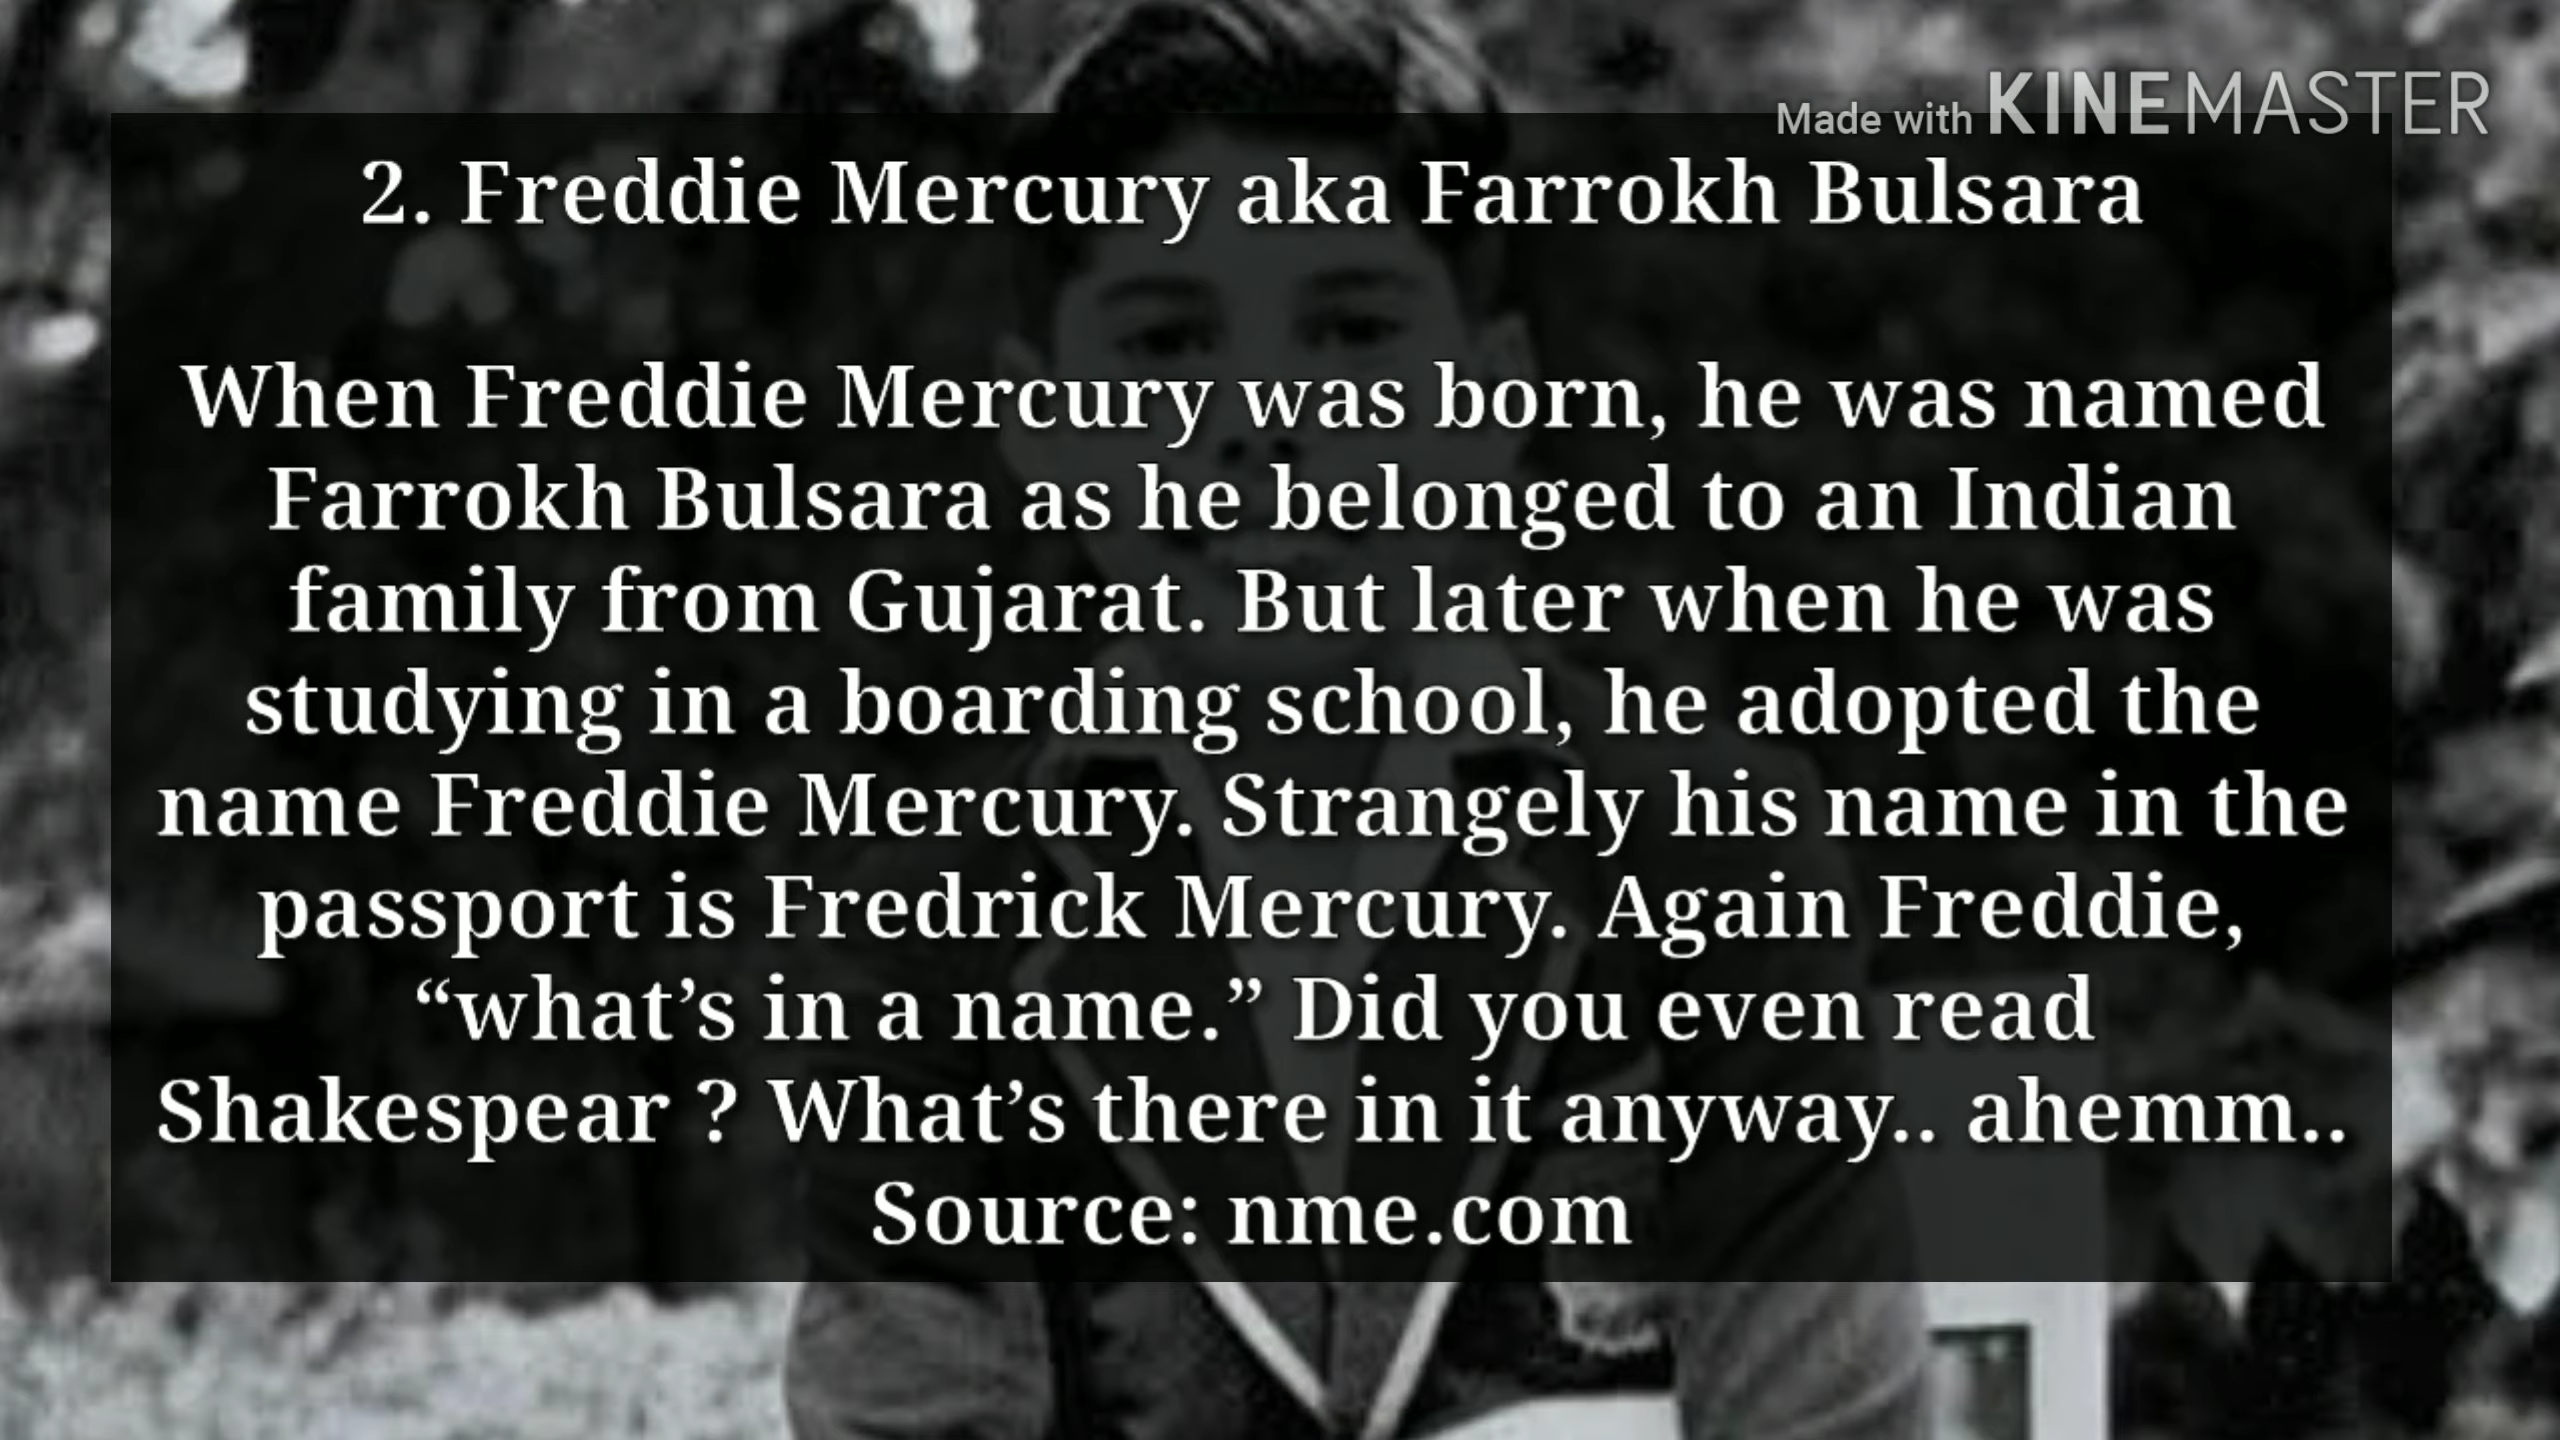 Made with KINEMASTER
2. Freddie Mercury aka Farrokh Bulsara
When Freddie Mercury was born, he was named
Farrokh Bulsara as he belonged to an Indian
family from Gujarat. But later when he was
studying in a boarding school, he adopted the
name Freddie Mercury. Strangely his name in the
passport is Fredrick Mercury. Again Freddie,
“what’s in a name.” Did you even read
Shakespear ? What’s there in it anyway.. ahemm..
Source: nme.com